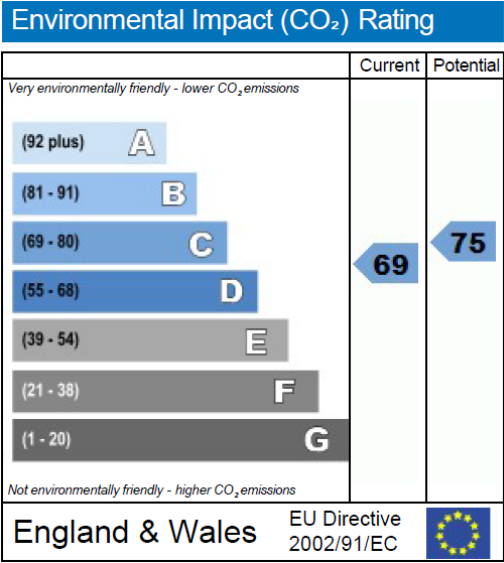 Environmental Impact (CO₂) Rating
Current Potential
Very environmentally friendly - lower CO₂ emissions
(92 plus) A
(81 - 91) B
(69 - 80) C
(55 - 68) D
(39 - 54) E
(21 - 38) F
(1 - 20) G
69
75
Not environmentally friendly - higher CO₂ emissions
England & Wales
EU Directive
2002/91/EC